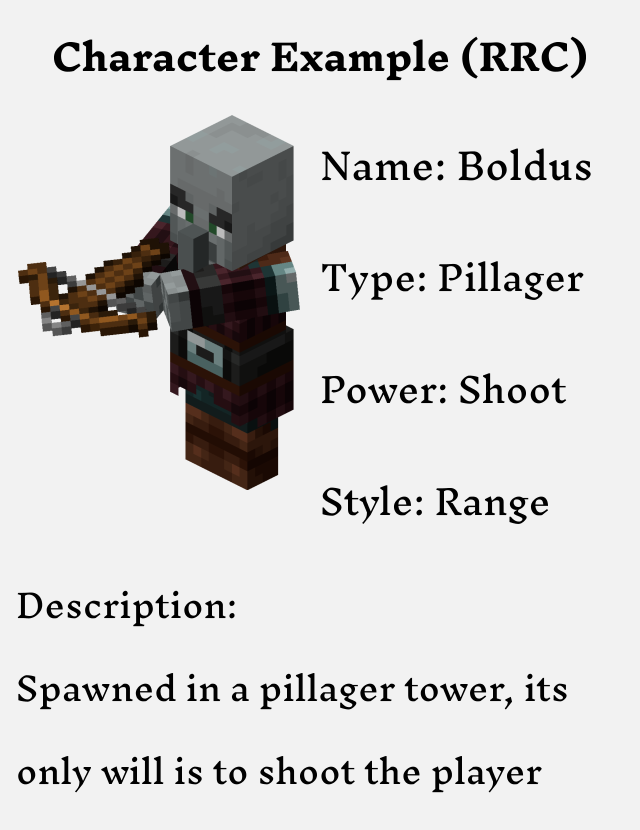 Character Example (RRC)
Name: Boldus
Type: Pillager
Power: Shoot
Style: Range
Description:
Spawned in a pillager tower, its
only will is to shoot the player